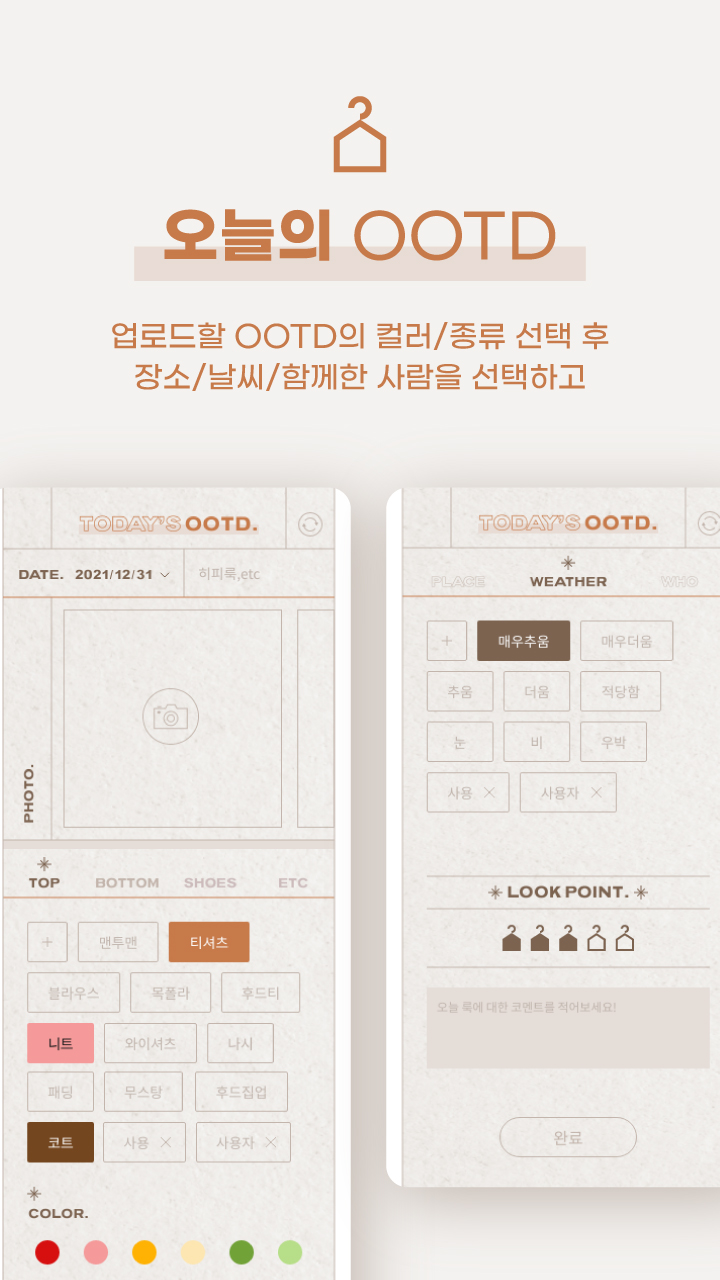 오늘의 OOTD
업로드할 OOTD의 컬러/종류 선택 후
장소/날씨/함께한 사람을 선택하고
TODAY'S OOTD.
DATE. 2021/12/31 히피룩,etc
PHOTO.
TOP BOTTOM SHOES ETC
+ 맨투맨 티셔츠
블라우스 목폴라 후드티
니트 와이셔츠 나시
패딩 무스탕 후드집업
코트 사용 × 사용자 ×
COLOR.
TODAY'S OOTD.
PLACE WEATHER WHO
+ 매우추움 매우더움
추움 더움 적당함
눈 비 우박
사용 × 사용자 ×
LOOK POINT.
오늘 룩에 대한 코멘트를 적어보세요!
완료